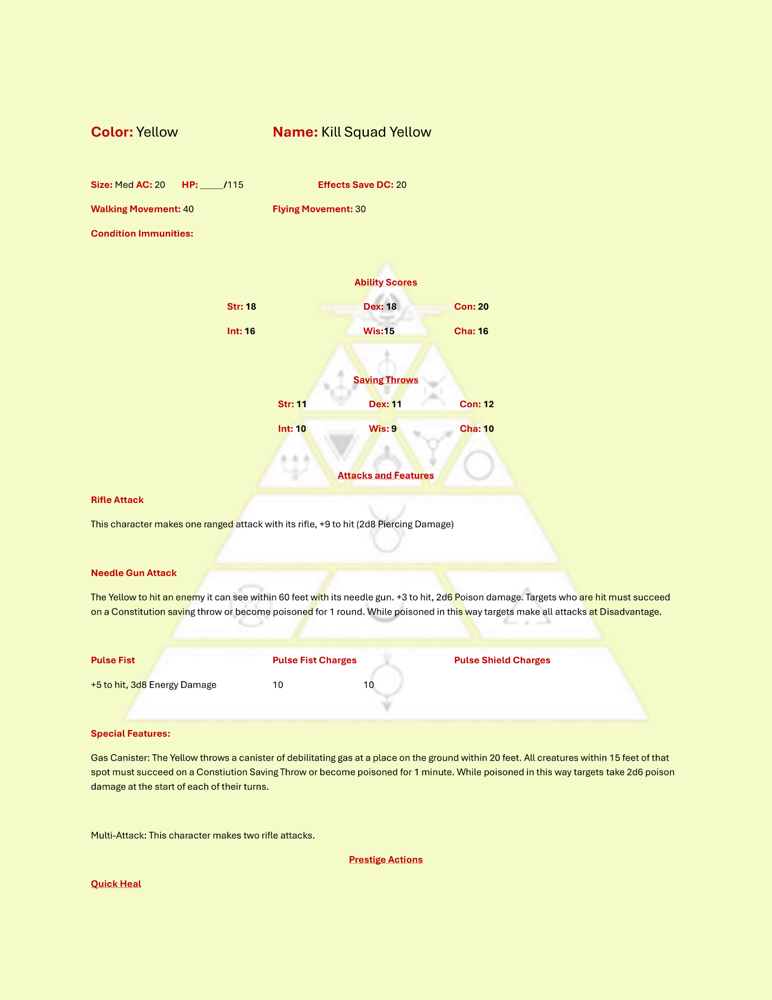 Color: Yellow Name: Kill Squad Yellow
Size: Med AC: 20 HP: _____/115 Effects Save DC: 20
Walking Movement: 40 Flying Movement: 30
Condition Immunities:
Ability Scores
Str: 18 Dex: 18 Con: 20
Int: 16 Wis:15 Cha: 16
Saving Throws
Str: 11 Dex: 11 Con: 12
Int: 10 Wis: 9 Cha: 10
Attacks and Features
Rifle Attack
This character makes one ranged attack with its rifle, +9 to hit (2d8 Piercing Damage)
Needle Gun Attack
The Yellow to hit an enemy it can see within 60 feet with its needle gun. +3 to hit, 2d6 Poison damage. Targets who are hit must succeed
on a Constitution saving throw or become poisoned for 1 round. While poisoned in this way targets make all attacks at Disadvantage.
Pulse Fist Pulse Fist Charges Pulse Shield Charges
+5 to hit, 3d8 Energy Damage 10 10
Special Features:
Gas Canister: The Yellow throws a canister of debilitating gas at a place on the ground within 20 feet. All creatures within 15 feet of that
spot must succeed on a Constiution Saving Throw or become poisoned for 1 minute. While poisoned in this way targets take 2d6 poison
damage at the start of each of their turns.
Multi-Attack: This character makes two rifle attacks.
Prestige Actions
Quick Heal